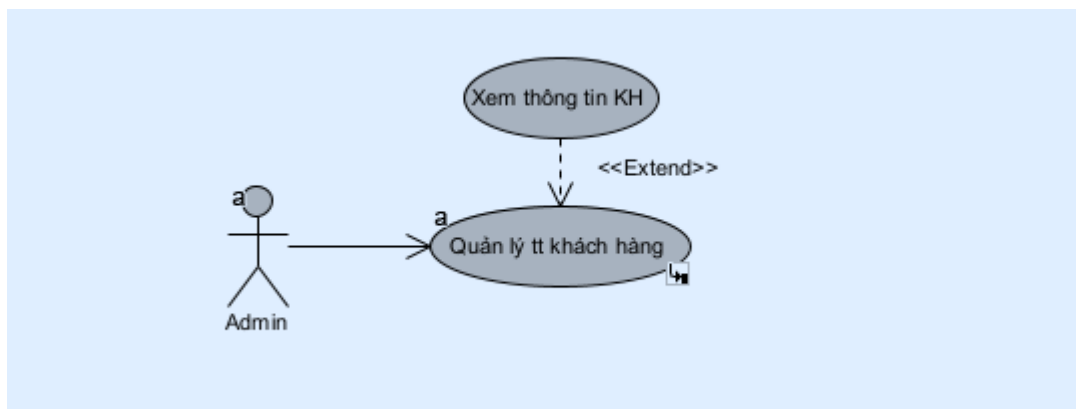 Xem thông tin KH
<<Extend>>
a
a
Quản lý tt khách hàng
Admin